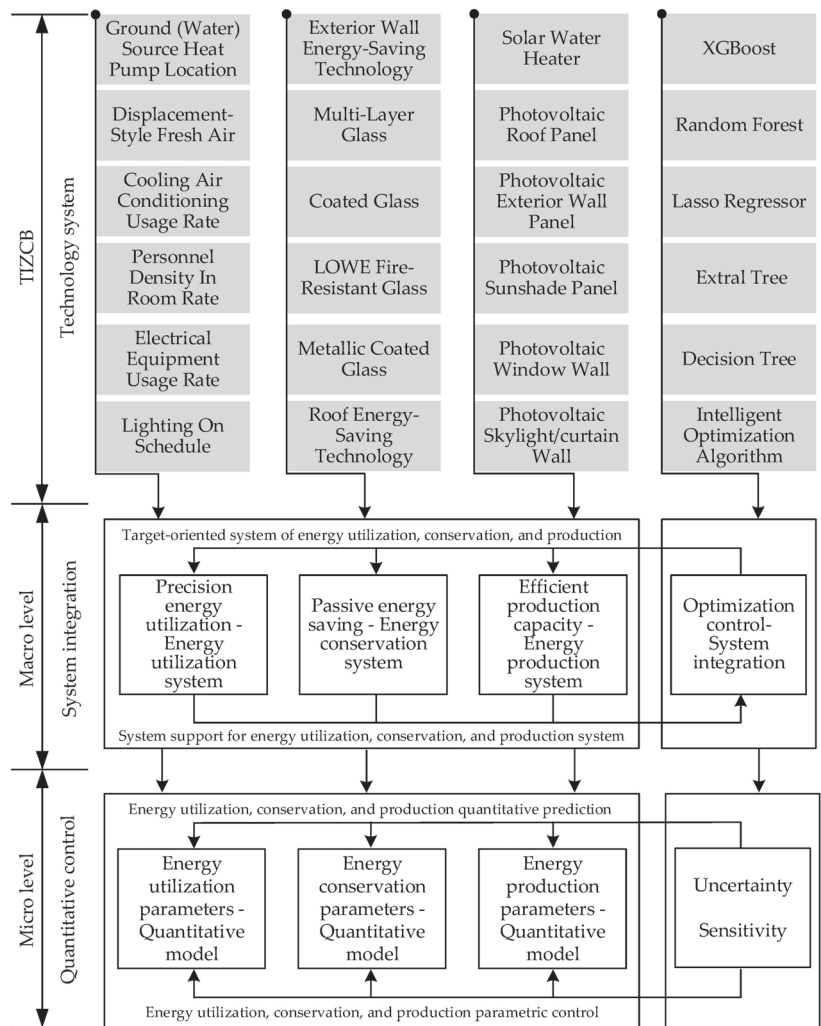 TIZCB
Technology system
Ground (Water)
Source Heat
Pump Location
Displacement-
Style Fresh Air
Cooling Air
Conditioning
Usage Rate
Personnel
Density In
Room Rate
Electrical
Equipment
Usage Rate
Lighting On
Schedule
Exterior Wall
Energy-Saving
Technology
Multi-Layer
Glass
Coated Glass
LOWE Fire-
Resistant Glass
Metallic Coated
Glass
Roof Energy-
Saving
Technology
Solar Water
Heater
Photovoltaic
Roof Panel
Photovoltaic
Exterior Wall
Panel
Photovoltaic
Sunshade Panel
Photovoltaic
Window Wall
Photovoltaic
Skylight/curtain
Wall
XGBoost
Random Forest
Lasso Regressor
Extral Tree
Decision Tree
Intelligent
Optimization
Algorithm
Macro level
System integration
Target-oriented system of energy utilization, conservation, and production
Precision
energy
utilization -
Energy
utilization
system
Passive energy
saving - Energy
conservation
system
Efficient
production
capacity -
Energy
production
system
Optimization
control-
System
integration
System support for energy utilization, conservation, and production system
Micro level
Quantitative control
Energy utilization, conservation, and production quantitative prediction
Energy
utilization
parameters -
Quantitative
model
Energy
conservation
parameters -
Quantitative
model
Energy
production
parameters -
Quantitative
model
Uncertainty
Sensitivity
Energy utilization, conservation, and production parametric control